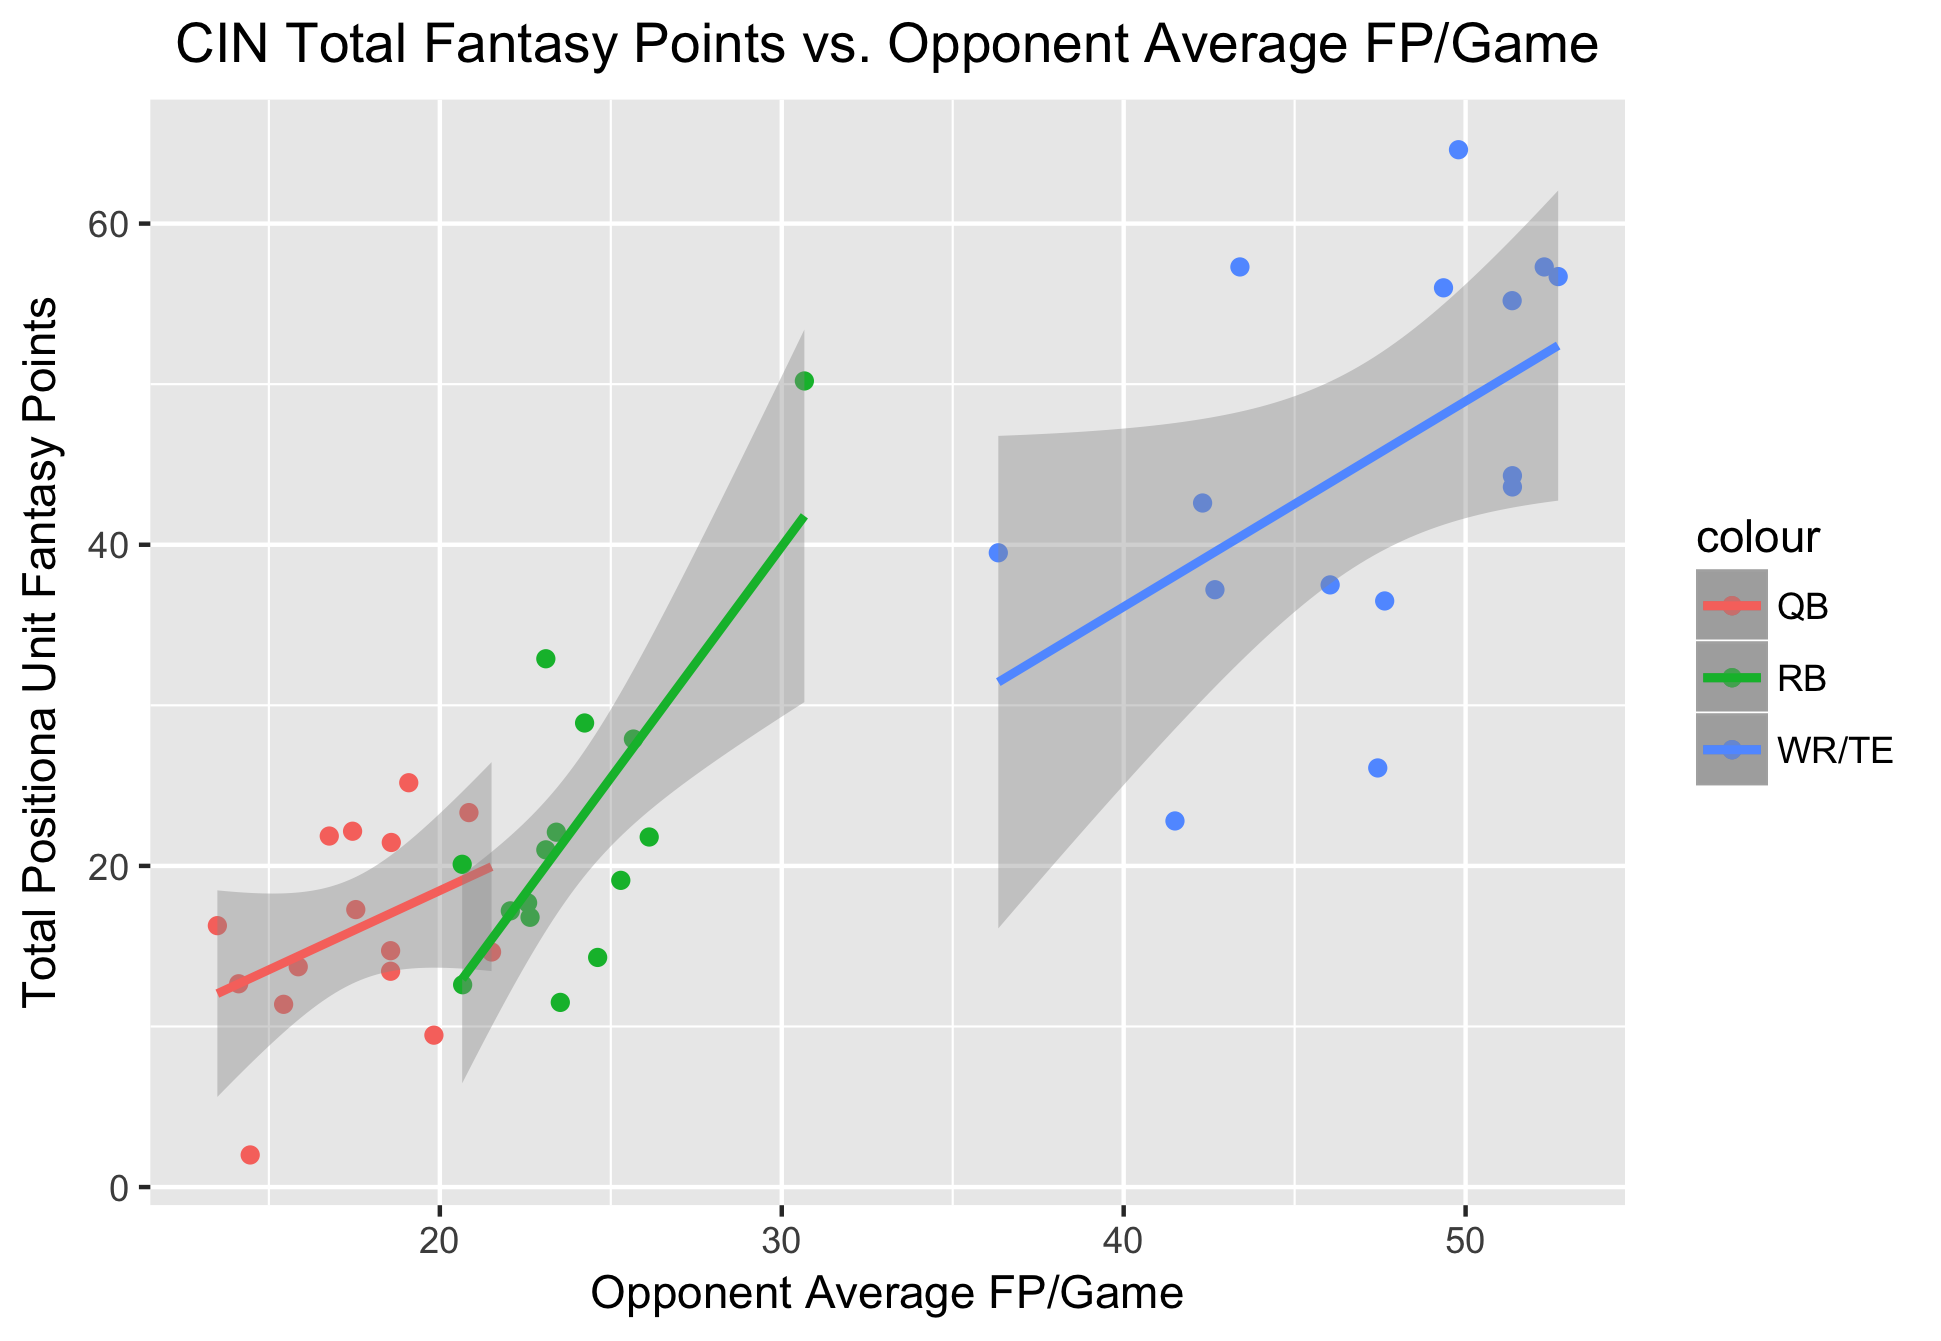 CIN Total Fantasy Points vs. Opponent Average FP/Game
Total Positiona Unit Fantasy Points
60
40
20
0
20
30
40
50
Opponent Average FP/Game
colour
QB
RB
WR/TE